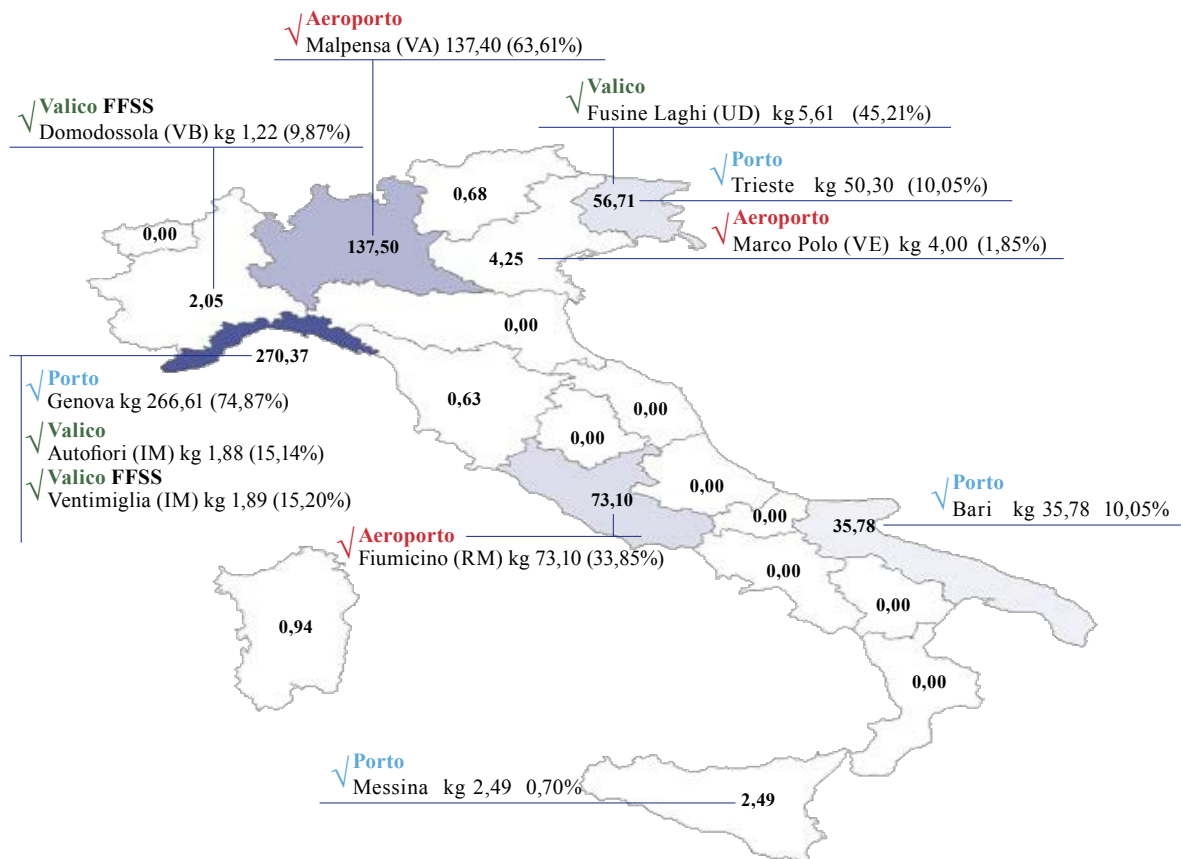 √ Aeroporto
Malpensa (VA) 137,40 (63,61%)
√ Valico FFSS
Domodossola (VB) kg 1,22 (9,87%)
√ Valico
Fusine Laghi (UD) kg 5,61 (45,21%)
√ Porto
Trieste kg 50,30 (10,05%)
√ Aeroporto
Marco Polo (VE) kg 4,00 (1,85%)
0,68
56,71
0,00
137,50
4,25
2,05
0,00
270,37
√ Porto
Genova kg 266,61 (74,87%)
√ Valico
Autofiori (IM) kg 1,88 (15,14%)
√ Valico FFSS
Ventimiglia (IM) kg 1,89 (15,20%)
0,63
0,00
0,00
73,10
0,00
0,00
35,78
√ Porto
Bari kg 35,78 10,05%
√ Aeroporto
Fiumicino (RM) kg 73,10 (33,85%)
0,00
0,00
0,94
0,00
√ Porto
Messina kg 2,49 0,70%
2,49